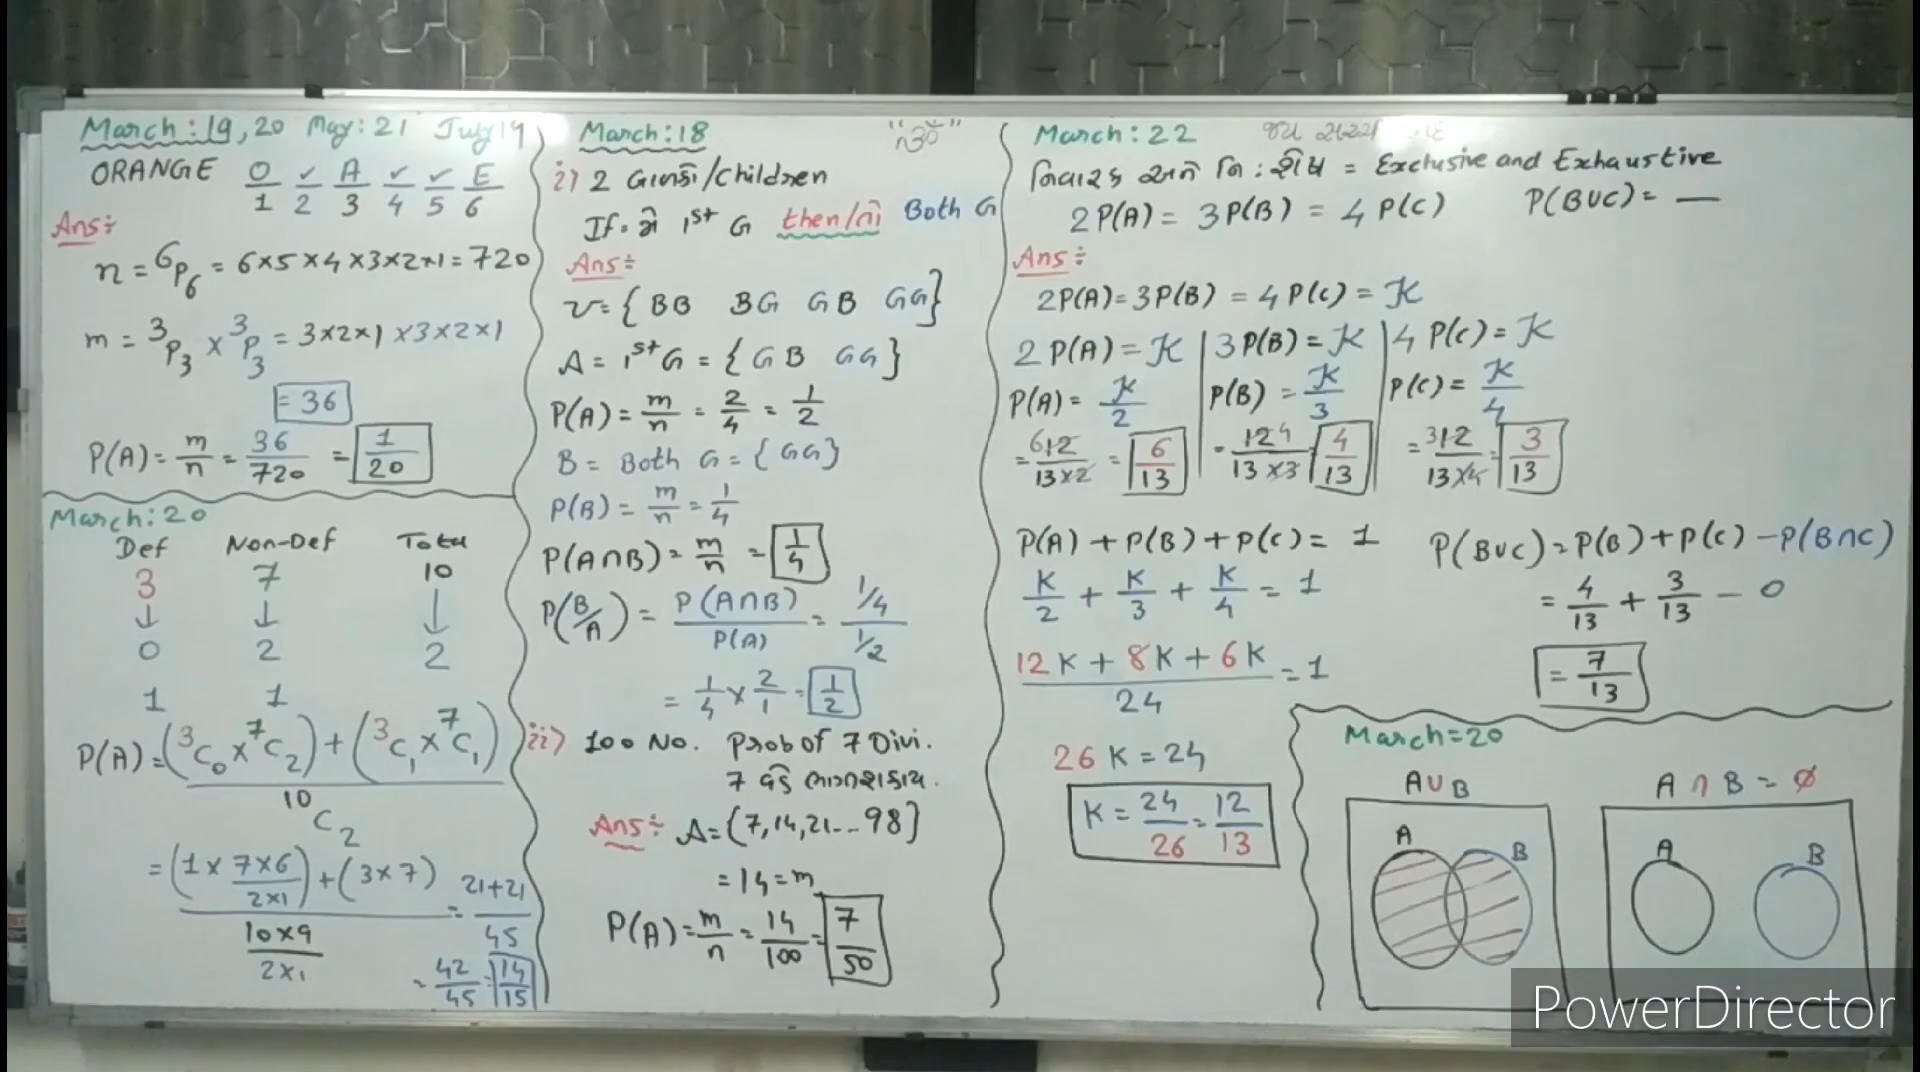 March:19,20 May:21 July19
ORANGE O/1 ✓/2 A/3 ✓/4 ✓/5 E/6
Ans÷
n = 6P6 = 6×5×4×3×2×1 = 720
m = 3P3 × 3P3 = 3×2×1×3×2×1
= 36
P(A) = m/n = 36/720 = 1/20
March:20
Def Non-Def Total
3 7 10
↓ ↓ ↓
0 2 2
1 1
P(A) = (3C0 × 7C2) + (3C1 × 7C1)
10C2
= (1 × 7×6/2×1) + (3×7) = 21+21
10×9/2×1 45
= 42/45 = 14/15
March:18
"ૐ"
i) 2 બાળકો/children
If. જો 1st G then/તો Both G
Ans÷
U = { BB BG GB GG }
A = 1st G = { GB GG }
P(A) = m/n = 2/4 = 1/2
B = Both G = { GG }
P(B) = m/n = 1/4
P(A∩B) = m/n = 1/4
P(B/A) = P(A∩B)/P(A) = 1/4 / 1/2
= 1/4 × 2/1 = 1/2
ii) 100 No. Prob of 7 Divi.
7 વડે
Ans÷ A = {7,14,21...98}
= 14 = m
P(A) = m/n = 14/100 = 7/50
March:22 જય
નિવારક અને નિ:શેષ = Exclusive and Exhaustive
2P(A) = 3P(B) = 4P(C) P(B∪C) = —
Ans÷
2P(A) = 3P(B) = 4P(C) = K
2P(A) = K | 3P(B) = K | 4P(C) = K
P(A) = K/2 P(B) = K/3 P(C) = K/4
= 6 12/13×2 = 6/13 = 12 4/13×3 = 4/13 = 3 12/13×4 = 3/13
P(A) + P(B) + P(C) = 1
K/2 + K/3 + K/4 = 1
12K + 8K + 6K/24 = 1
26 K = 24
K = 24/26 = 12/13
P(B∪C) = P(B) + P(C) - P(B∩C)
= 4/13 + 3/13 - 0
= 7/13
March=20
A∪B A∩B = ∅
A B A B
PowerDirector